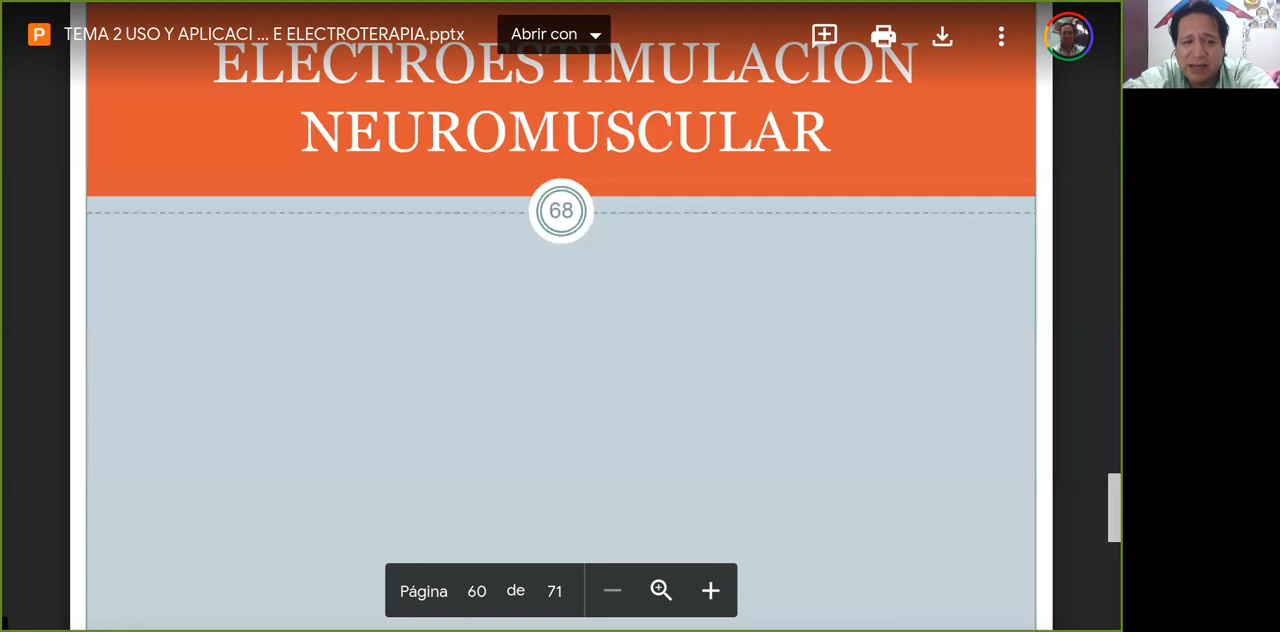 P TEMA 2 USO Y APLICACI ... E ELECTROTERAPIA.pptx Abrir con
ELECTROESTIMULACION
NEUROMUSCULAR
68
Página 60 de 71